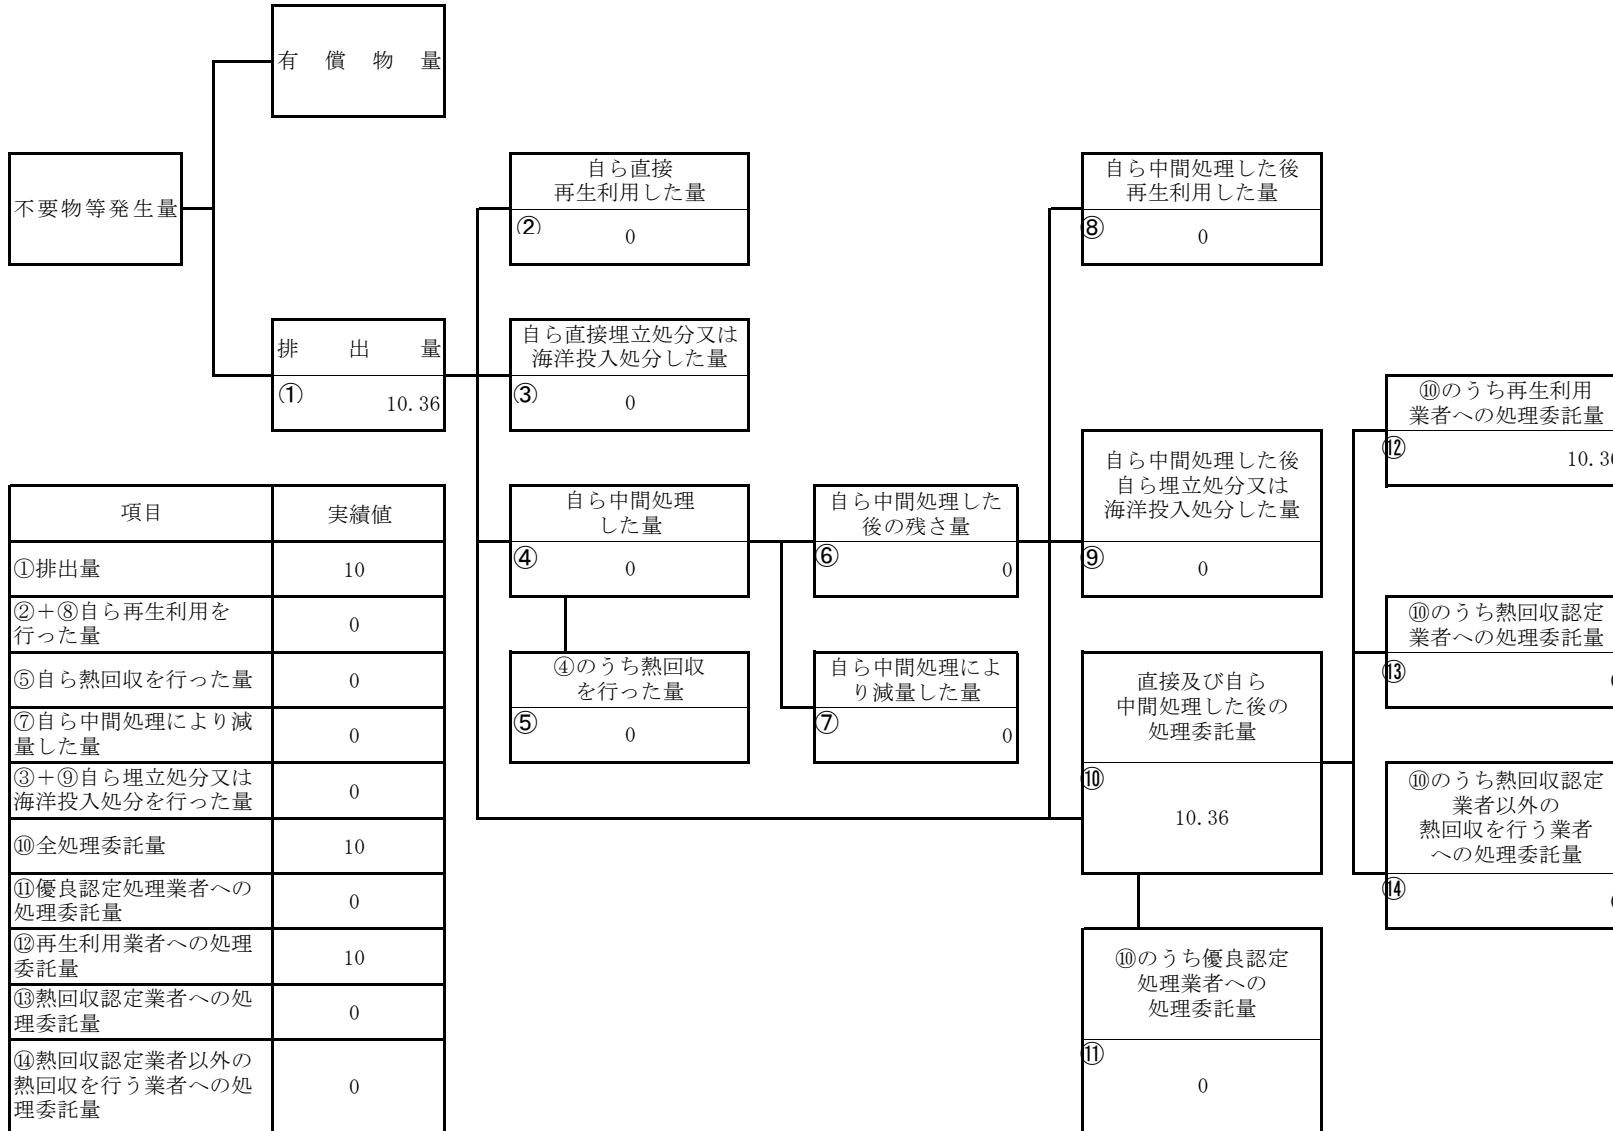 有償物量
不要物等発生量
排出量
① 10.36
自ら直接
再生利用した量
② 0
自ら直接埋立処分又は
海洋投入処分した量
③ 0
自ら中間処理
した量
④ 0
④のうち熱回収
を行った量
⑤ 0
自ら中間処理した
後の残さ量
⑥ 0
自ら中間処理によ
り減量した量
⑦ 0
自ら中間処理した後
再生利用した量
⑧ 0
自ら中間処理した後
自ら埋立処分又は
海洋投入処分した量
⑨ 0
直接及び自ら
中間処理した後の
処理委託量
⑩
10.36
⑩のうち優良認定
処理業者への
処理委託量
⑪
0
⑩のうち再生利用
業者への処理委託量
⑫ 10.36
⑩のうち熱回収認定
業者への処理委託量
⑬
⑩のうち熱回収認定
業者以外の
熱回収を行う業者
への処理委託量
⑭
項目 実績値
①排出量 10
②+⑧自ら再生利用を
行った量 0
⑤自ら熱回収を行った量 0
⑦自ら中間処理により減
量した量 0
③+⑨自ら埋立処分又は
海洋投入処分を行った量 0
⑩全処理委託量 10
⑪優良認定処理業者への
処理委託量 0
⑫再生利用業者への処理
委託量 10
⑬熱回収認定業者への処
理委託量 0
⑭熱回収認定業者以外の
熱回収を行う業者への処
理委託量 0